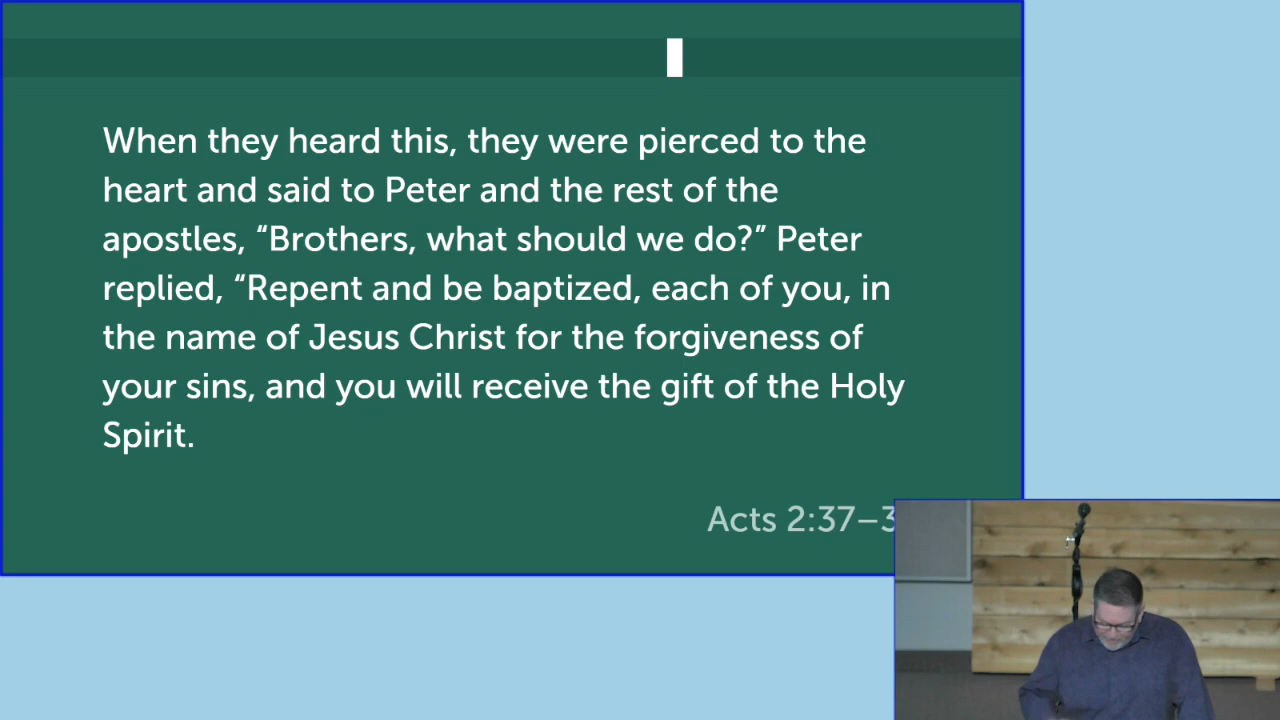 When they heard this, they were pierced to the
heart and said to Peter and the rest of the
apostles, “Brothers, what should we do?” Peter
replied, “Repent and be baptized, each of you, in
the name of Jesus Christ for the forgiveness of
your sins, and you will receive the gift of the Holy
Spirit.
Acts 2:37–3